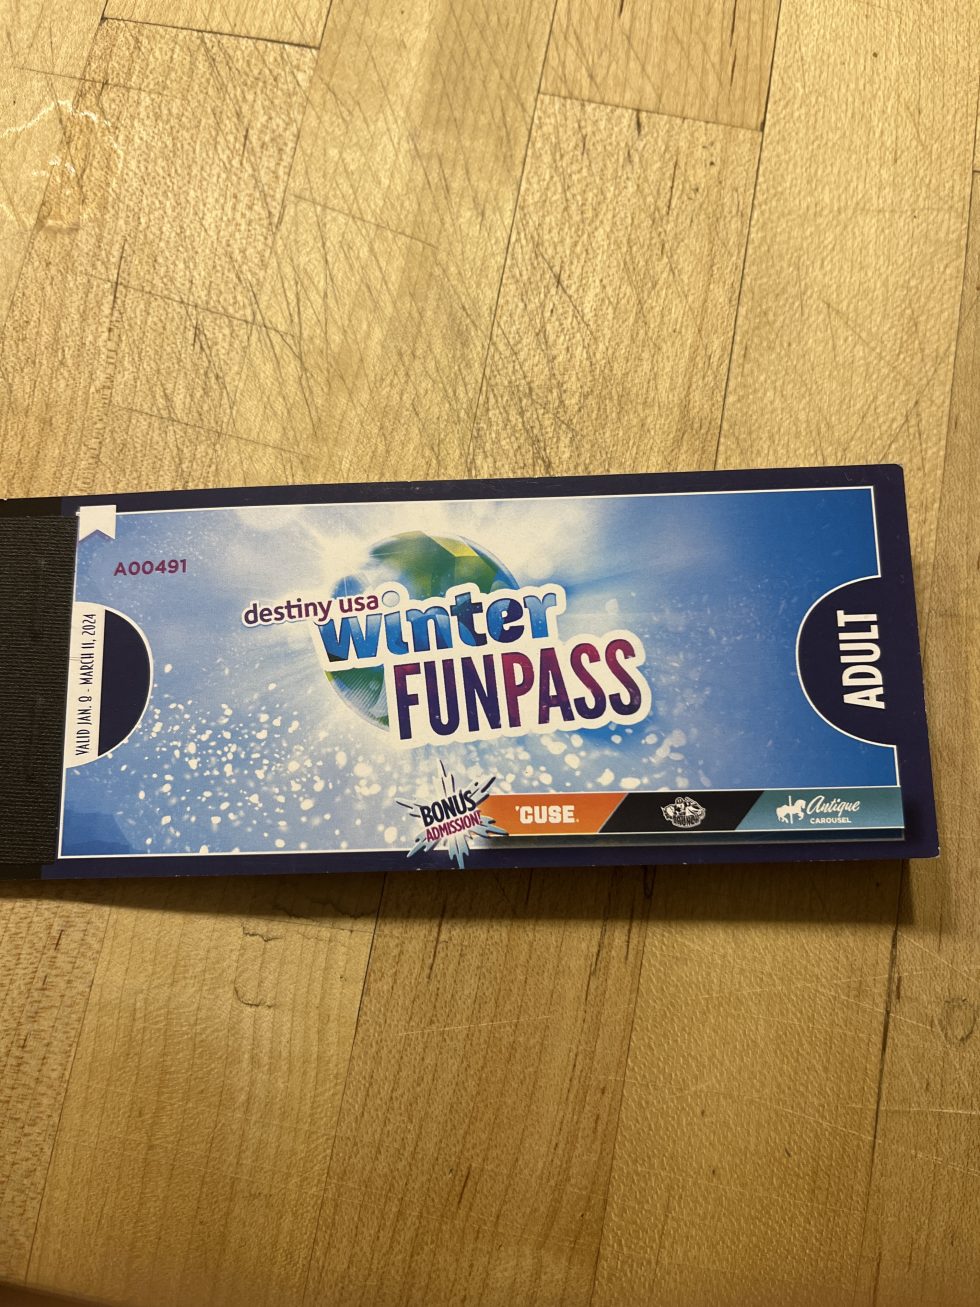 A00491
VALID JAN. 9 - MARCH 11, 2024
destiny usa
winter
FUNPASS
ADULT
BONUS
ADMISSION!
'CUSE.
Antique
CAROUSEL